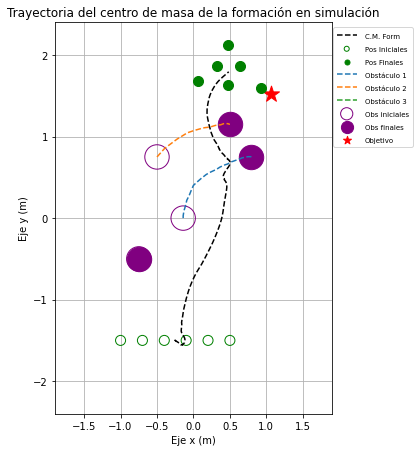 Trayectoria del centro de masa de la formación en simulación
C.M. Form
Pos Iniciales
Pos Finales
Obstáculo 1
Obstáculo 2
Obstáculo 3
Obs iniciales
Obs finales
Objetivo
Eje y (m)
2
1
0
−1
−2
−1.5
−1.0
−0.5
0.0
0.5
1.0
1.5
Eje x (m)